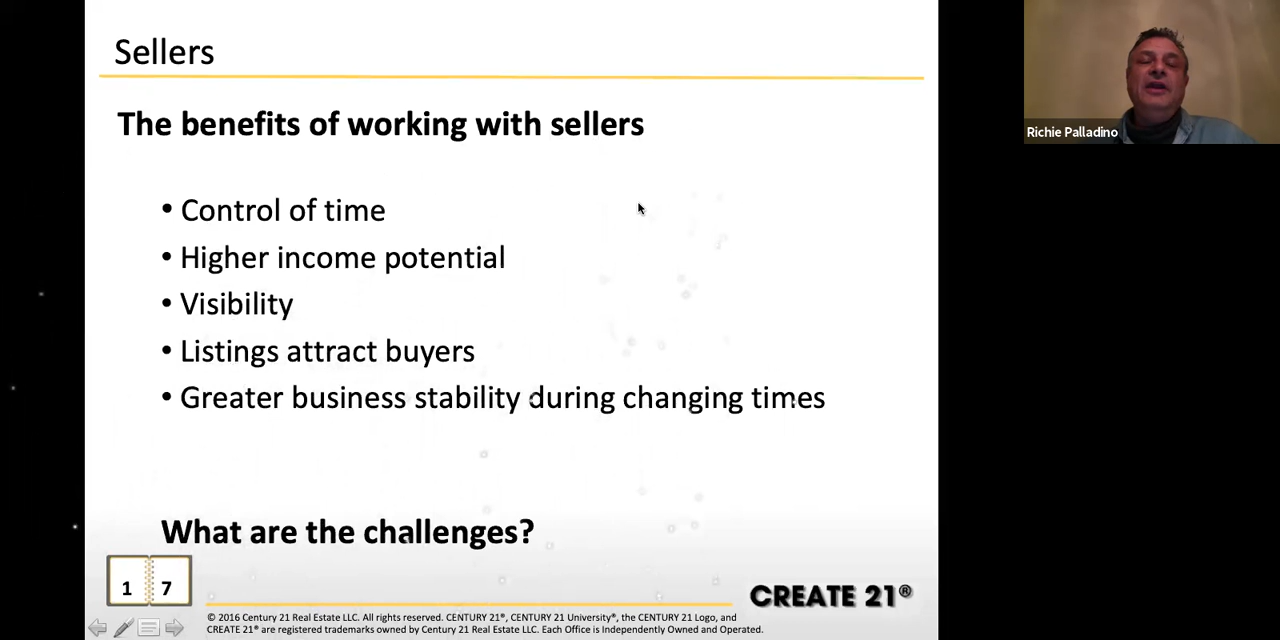 Sellers
The benefits of working with sellers
• Control of time
• Higher income potential
• Visibility
• Listings attract buyers
• Greater business stability during changing times
What are the challenges?
1 7
CREATE 21®
© 2016 Century 21 Real Estate LLC. All rights reserved. CENTURY 21®, CENTURY 21 University®, the CENTURY 21 Logo, and
CREATE 21® are registered trademarks owned by Century 21 Real Estate LLC. Each Office is Independently Owned and Operated.
Richie Palladino